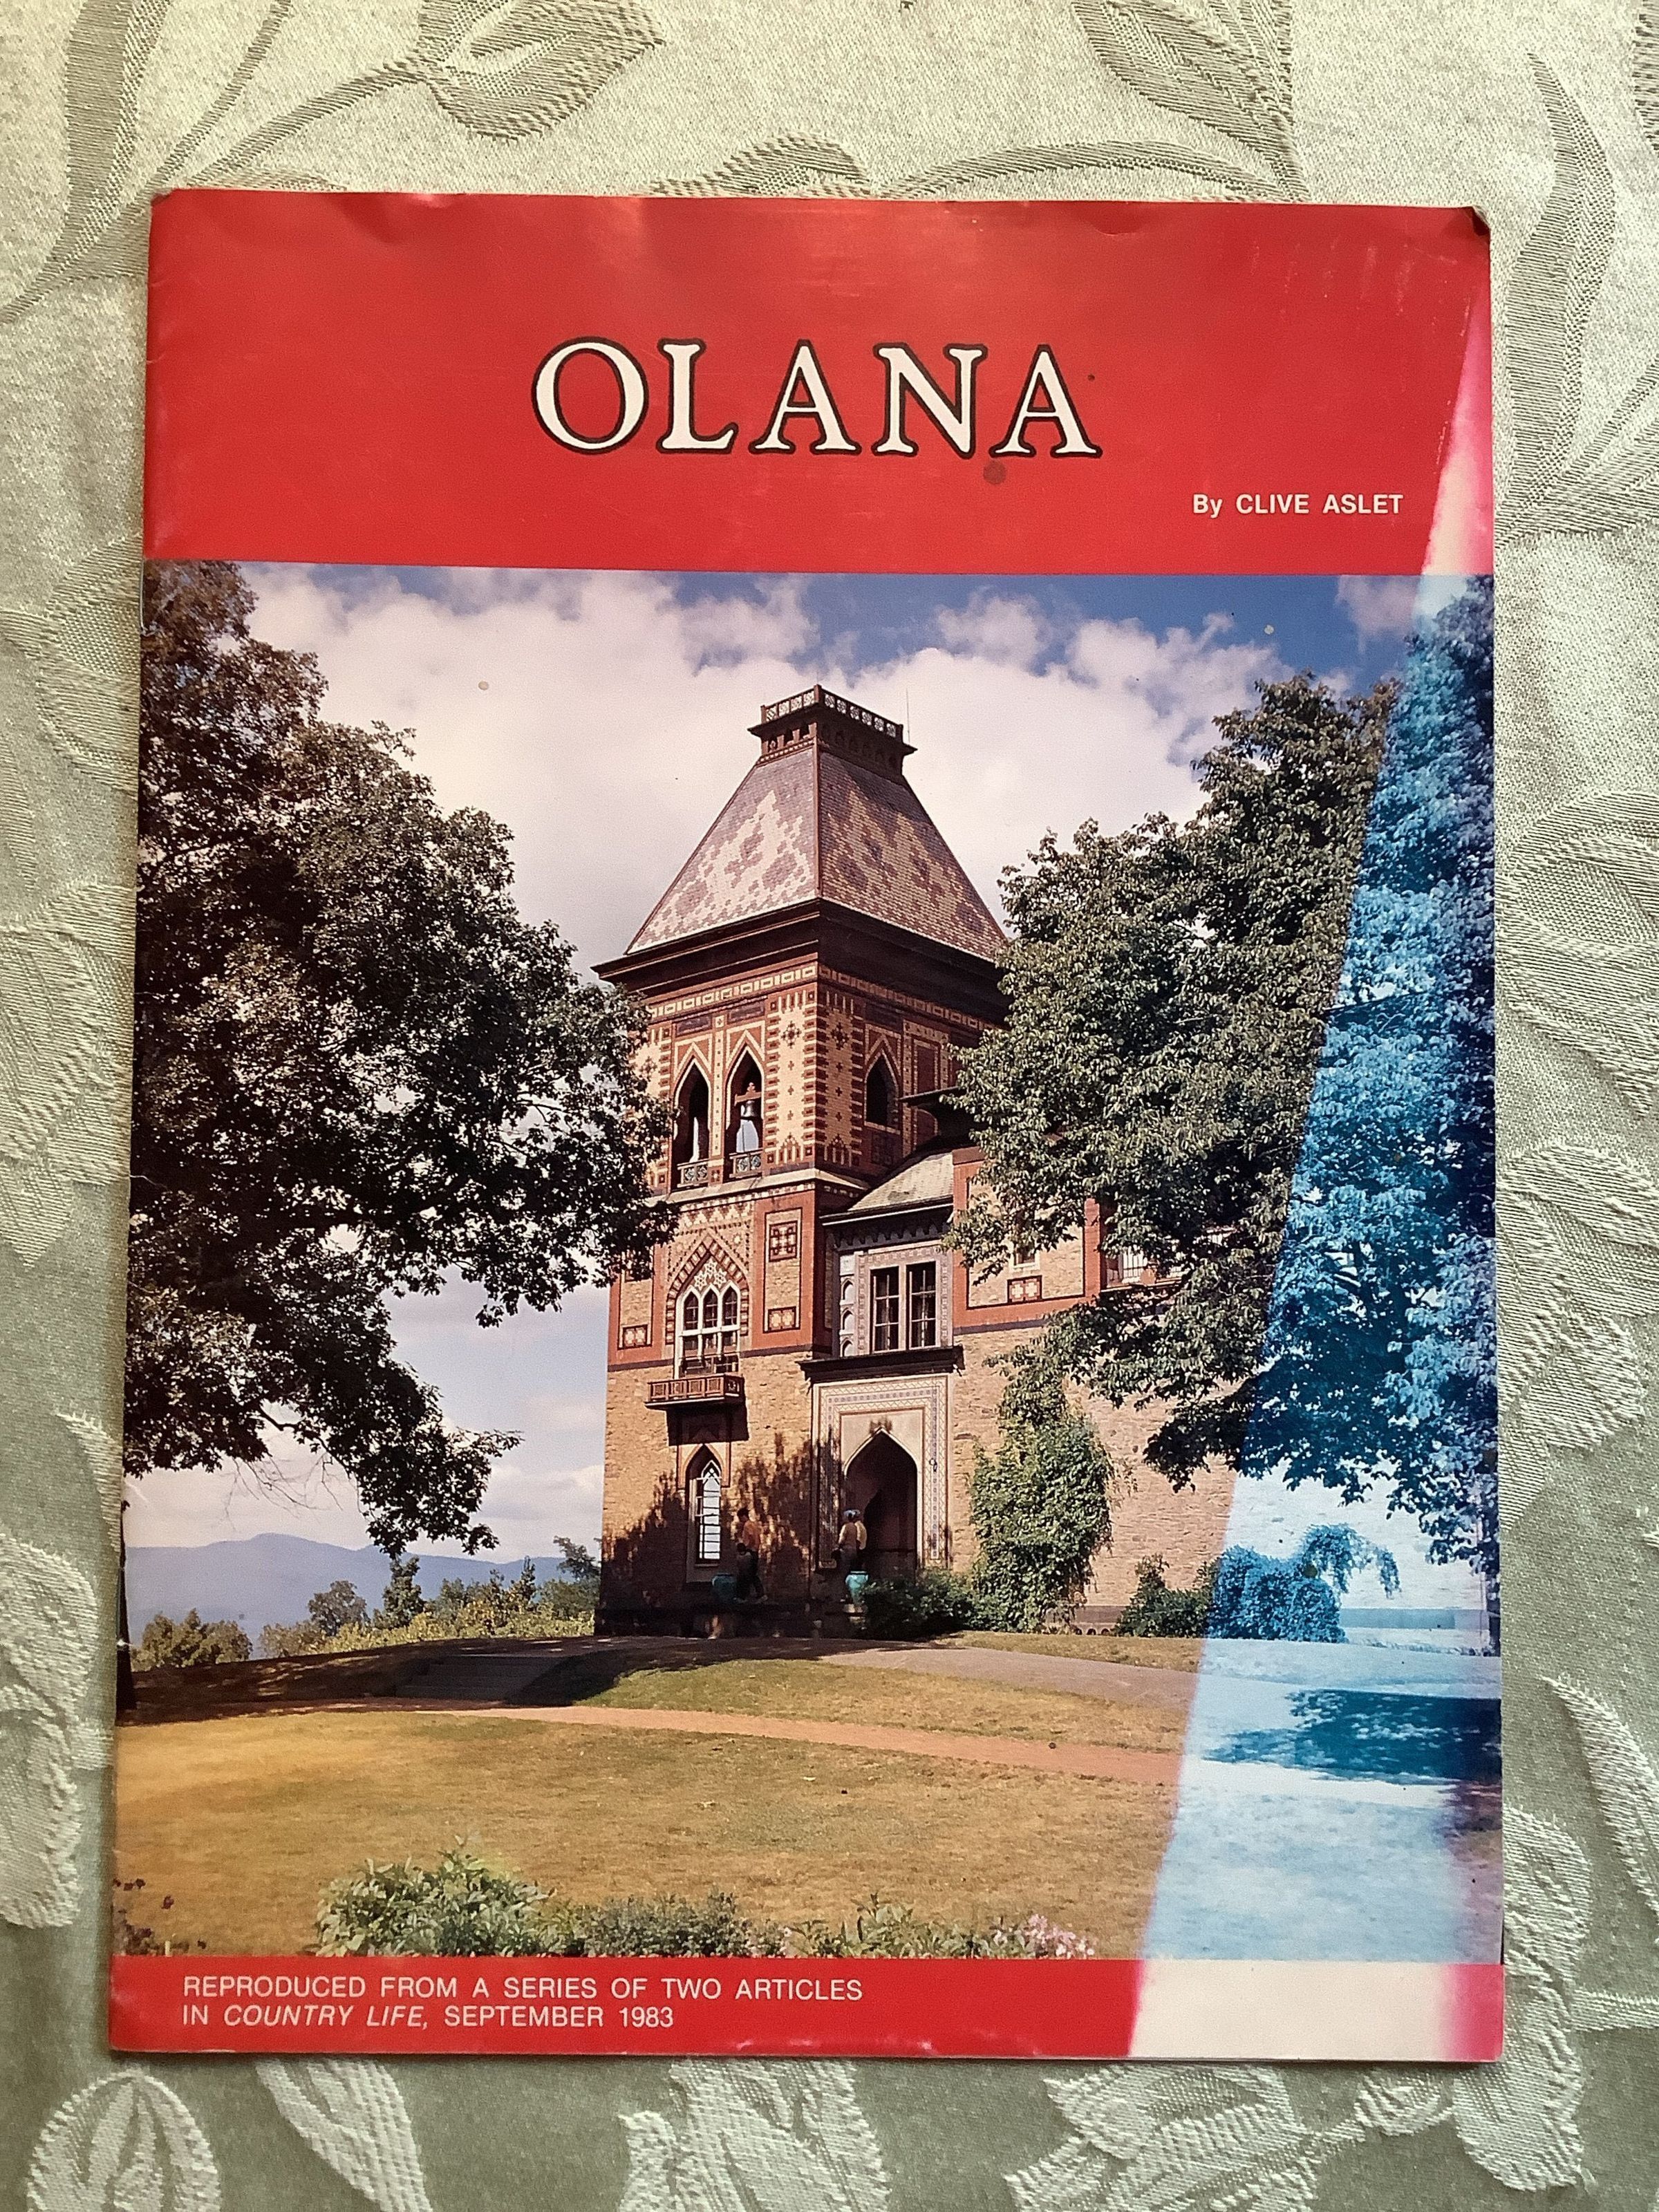 OLANA
By CLIVE ASLET
REPRODUCED FROM A SERIES OF TWO ARTICLES
IN COUNTRY LIFE, SEPTEMBER 1983